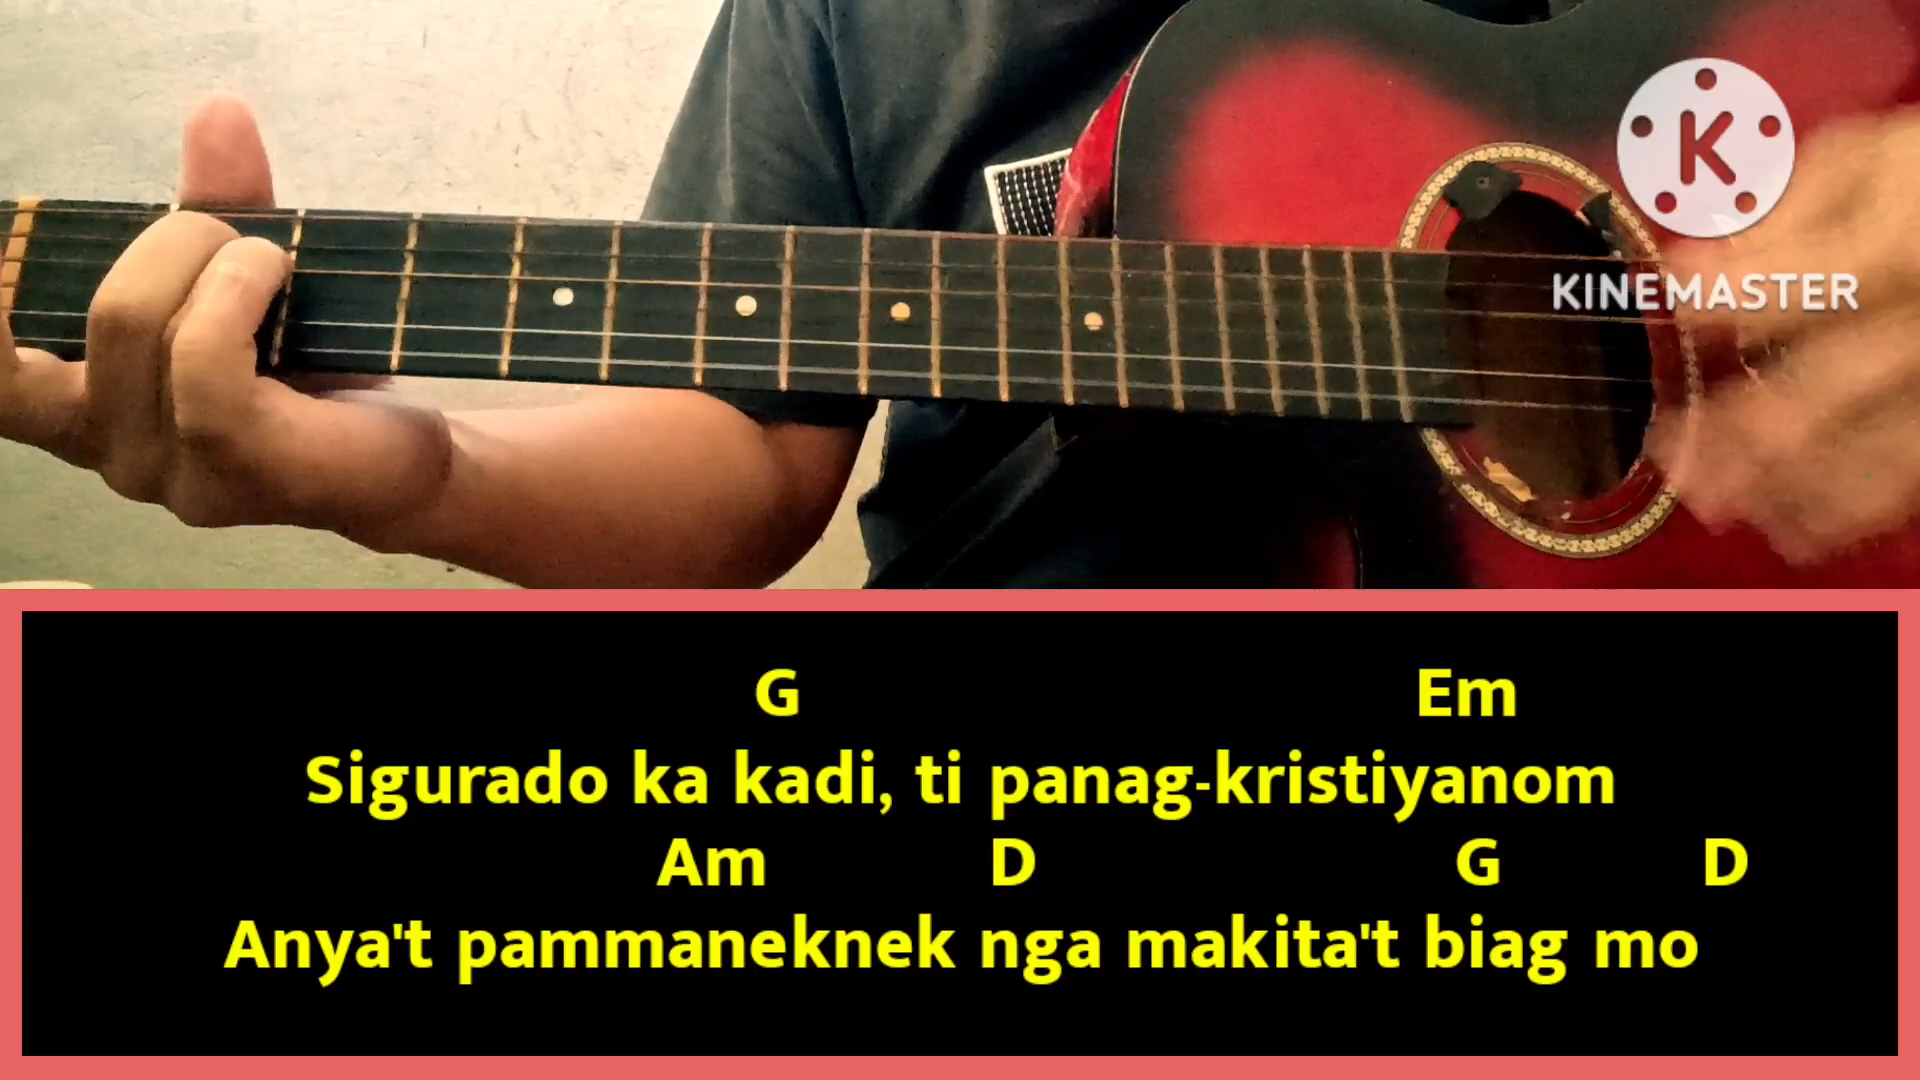 K
KINEMASTER
G Em
Sigurado ka kadi, ti panag-kristiyanom
Am D G D
Anya't pammaneknek nga makita't biag mo